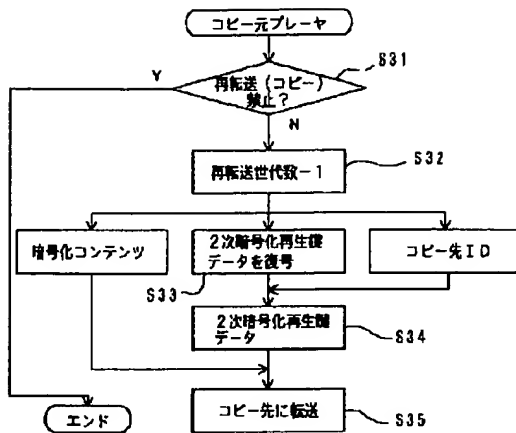 コピー元プレーヤ
S31
Y
再転送(コピー)
禁止?
N
S32
再転送世代数-1
暗号化コンテンツ
2次暗号化再生鍵
データを復号
コピー先ID
S33
2次暗号化再生鍵
データ
S34
コピー先に転送
S35
エンド